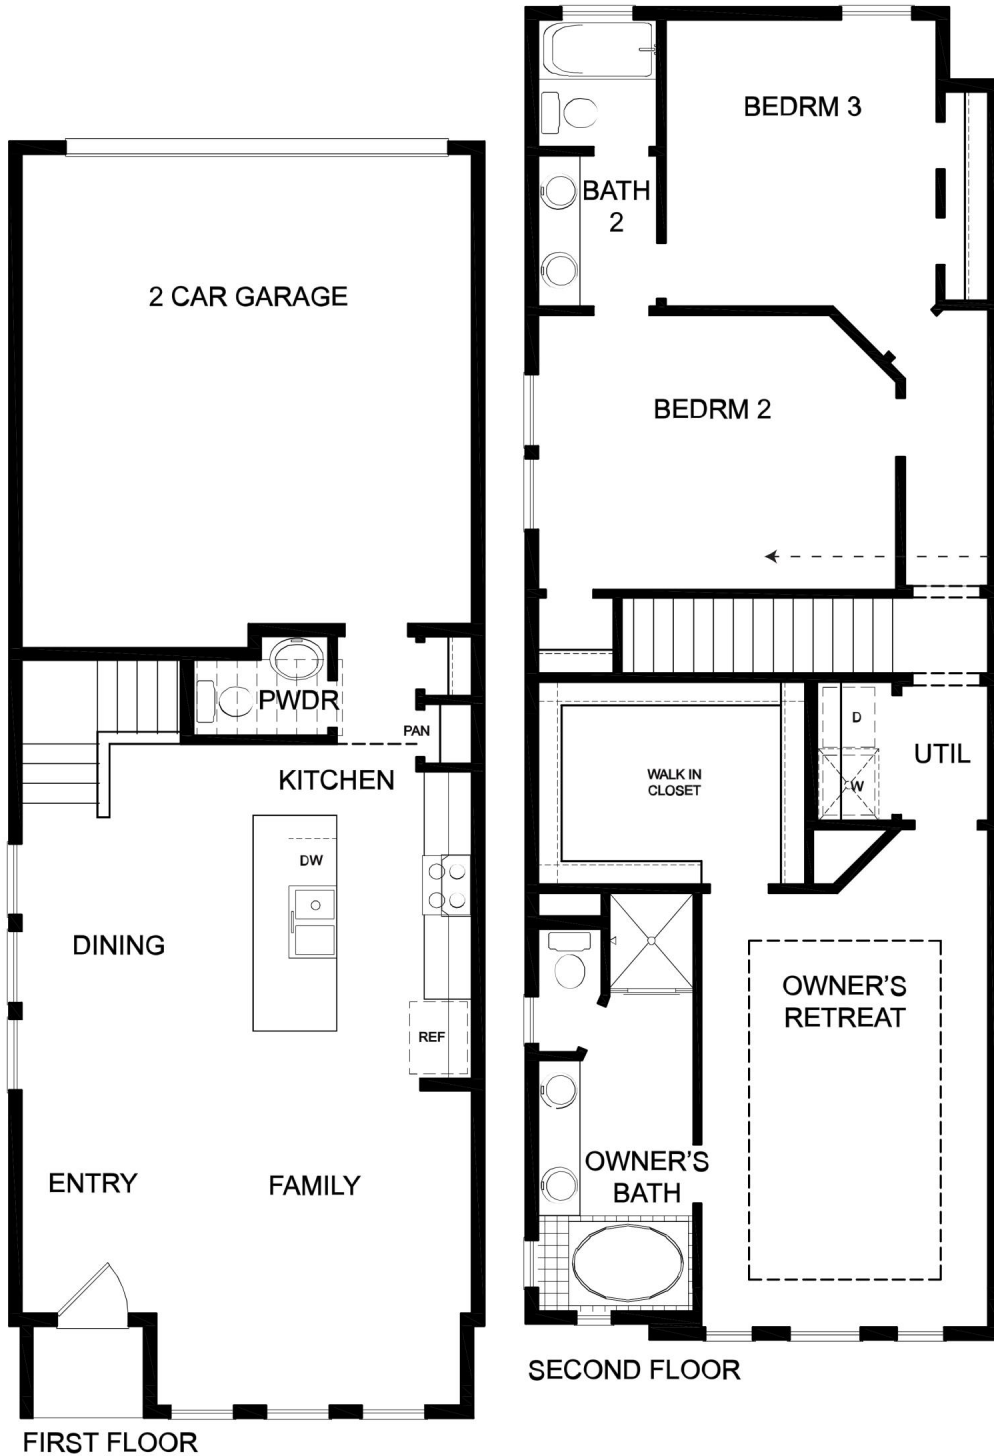 2 CAR GARAGE
PWDR
PAN
KITCHEN
DW
DINING
REF
ENTRY
FAMILY
FIRST FLOOR
BEDRM 3
BATH
2
BEDRM 2
D
W
UTIL
WALK IN
CLOSET
OWNER'S
RETREAT
OWNER'S
BATH
SECOND FLOOR